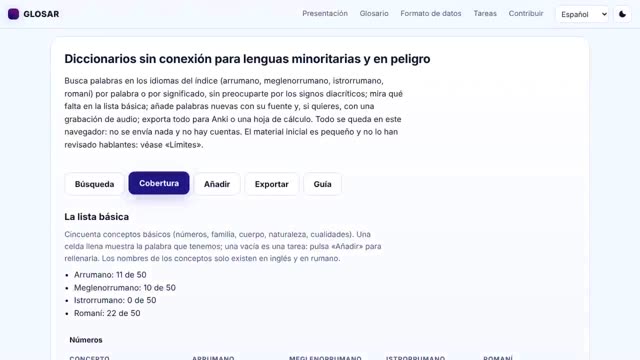 GLOSAR
Presentación Glosario Formato de datos Tareas Contribuir Español
Diccionarios sin conexión para lenguas minoritarias y en peligro
Busca palabras en los idiomas del índice (arrumano, meglenorrumano, istrorrumano,
romaní) por palabra o por significado, sin preocuparte por los signos diacríticos; mira qué
falta en la lista básica; añade palabras nuevas con su fuente y, si quieres, con una
grabación de audio; exporta todo para Anki o una hoja de cálculo. Todo se queda en este
navegador: no se envía nada y no hay cuentas. El material inicial es pequeño y no lo han
revisado hablantes: véase «Límites».
Búsqueda Cobertura Añadir Exportar Guía
La lista básica
Cincuenta conceptos básicos (números, familia, cuerpo, naturaleza, cualidades). Una
celda llena muestra la palabra que tenemos; una vacía es una tarea: pulsa «Añadir» para
rellenarla. Los nombres de los conceptos solo existen en inglés y en rumano.
Arrumano: 11 de 50
Meglenorrumano: 10 de 50
Istrorrumano: 0 de 50
Romaní: 22 de 50
Números
CONCEPTO ARRUMANO MEGLENORRUMANO ISTRORRUMANO ROMANÍ